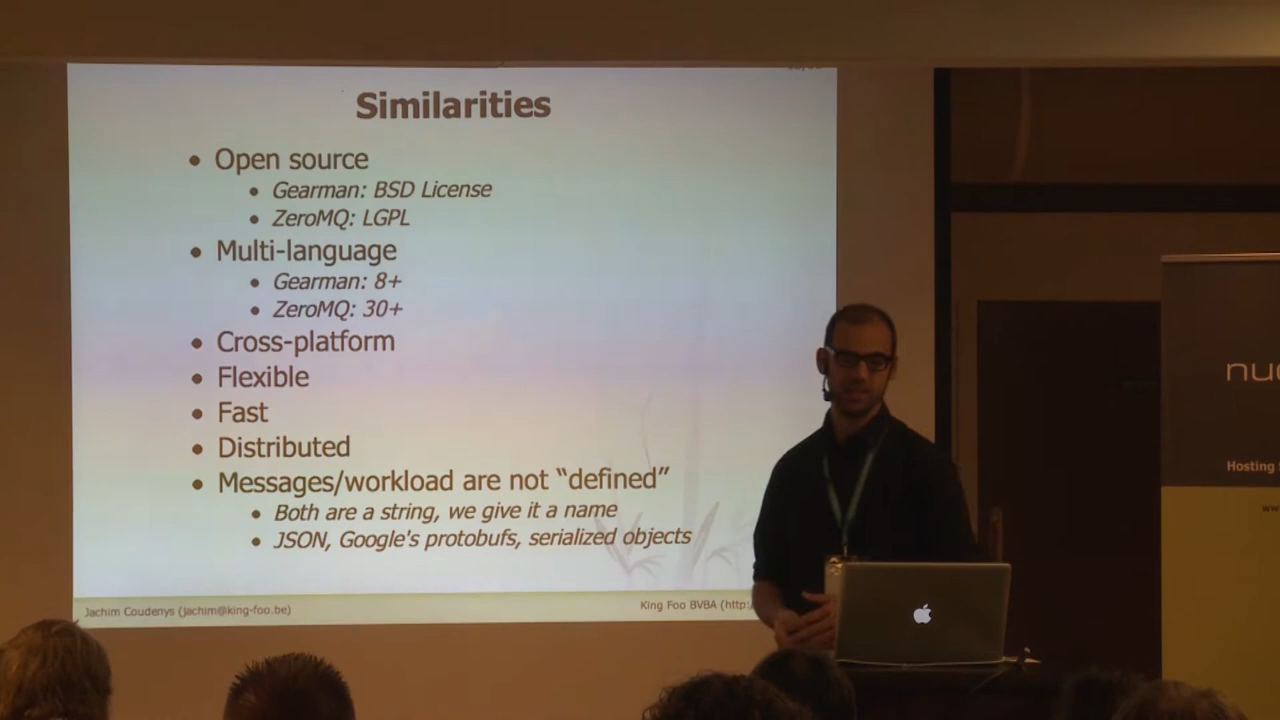 Similarities
• Open source
• Gearman: BSD License
• ZeroMQ: LGPL
• Multi-language
• Gearman: 8+
• ZeroMQ: 30+
• Cross-platform
• Flexible
• Fast
• Distributed
• Messages/workload are not “defined”
• Both are a string, we give it a name
• JSON, Google's protobufs, serialized objects
Jachim Coudenys (jachim@king-foo.be)
King Foo BVBA (http:/
Hosting